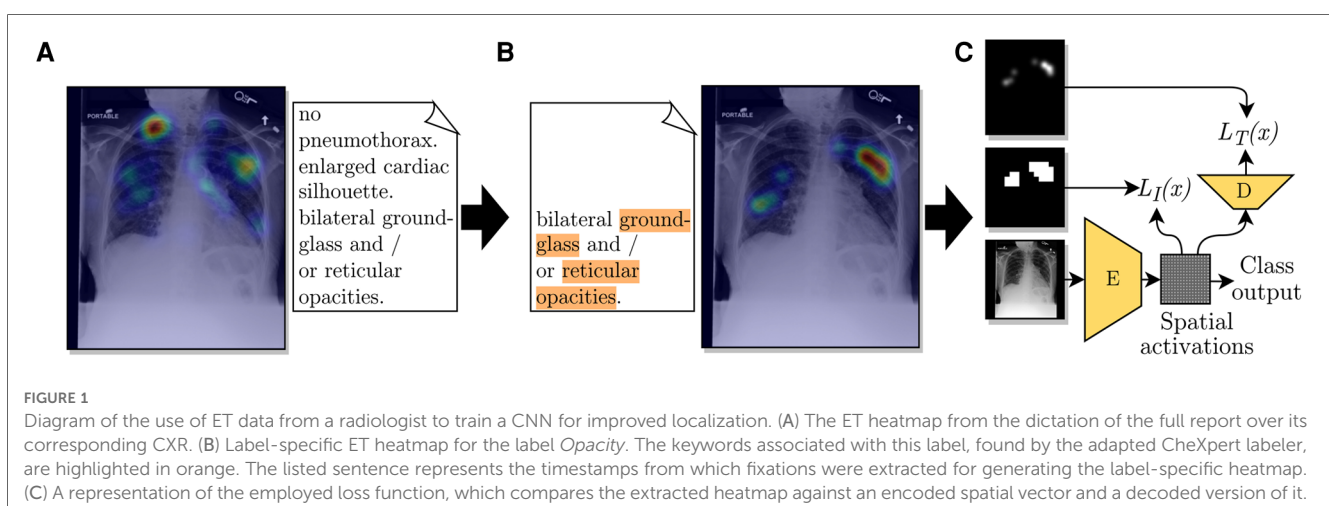 A
B
C
PORTABLE
no
pneumothorax.
enlarged cardiac
silhouette.
bilateral ground-
glass and /
or reticular
opacities.
bilateral ground-
glass and /
or reticular
opacities.
PORTABLE
L_T(x)
D
L_I(x)
E
Class
output
Spatial
activations
FIGURE 1
Diagram of the use of ET data from a radiologist to train a CNN for improved localization. (A) The ET heatmap from the dictation of the full report over its
corresponding CXR. (B) Label-specific ET heatmap for the label Opacity. The keywords associated with this label, found by the adapted CheXpert labeler,
are highlighted in orange. The listed sentence represents the timestamps from which fixations were extracted for generating the label-specific heatmap.
(C) A representation of the employed loss function, which compares the extracted heatmap against an encoded spatial vector and a decoded version of it.